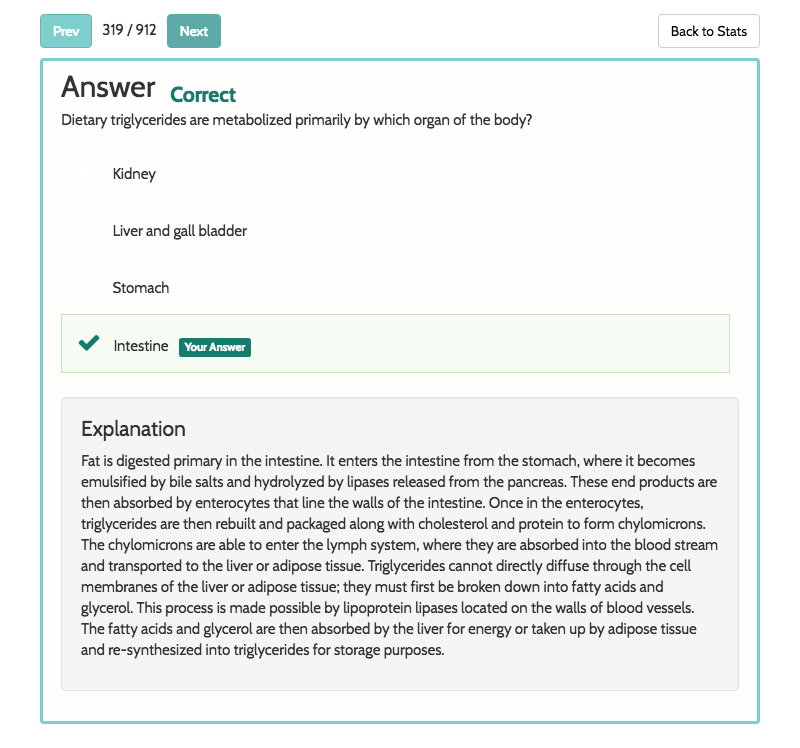 Prev 319 / 912 Next Back to Stats
Answer Correct
Dietary triglycerides are metabolized primarily by which organ of the body?
Kidney
Liver and gall bladder
Stomach
Intestine Your Answer
Explanation
Fat is digested primary in the intestine. It enters the intestine from the stomach, where it becomes
emulsified by bile salts and hydrolyzed by lipases released from the pancreas. These end products are
then absorbed by enterocytes that line the walls of the intestine. Once in the enterocytes,
triglycerides are then rebuilt and packaged along with cholesterol and protein to form chylomicrons.
The chylomicrons are able to enter the lymph system, where they are absorbed into the blood stream
and transported to the liver or adipose tissue. Triglycerides cannot directly diffuse through the cell
membranes of the liver or adipose tissue; they must first be broken down into fatty acids and
glycerol. This process is made possible by lipoprotein lipases located on the walls of blood vessels.
The fatty acids and glycerol are then absorbed by the liver for energy or taken up by adipose tissue
and re-synthesized into triglycerides for storage purposes.